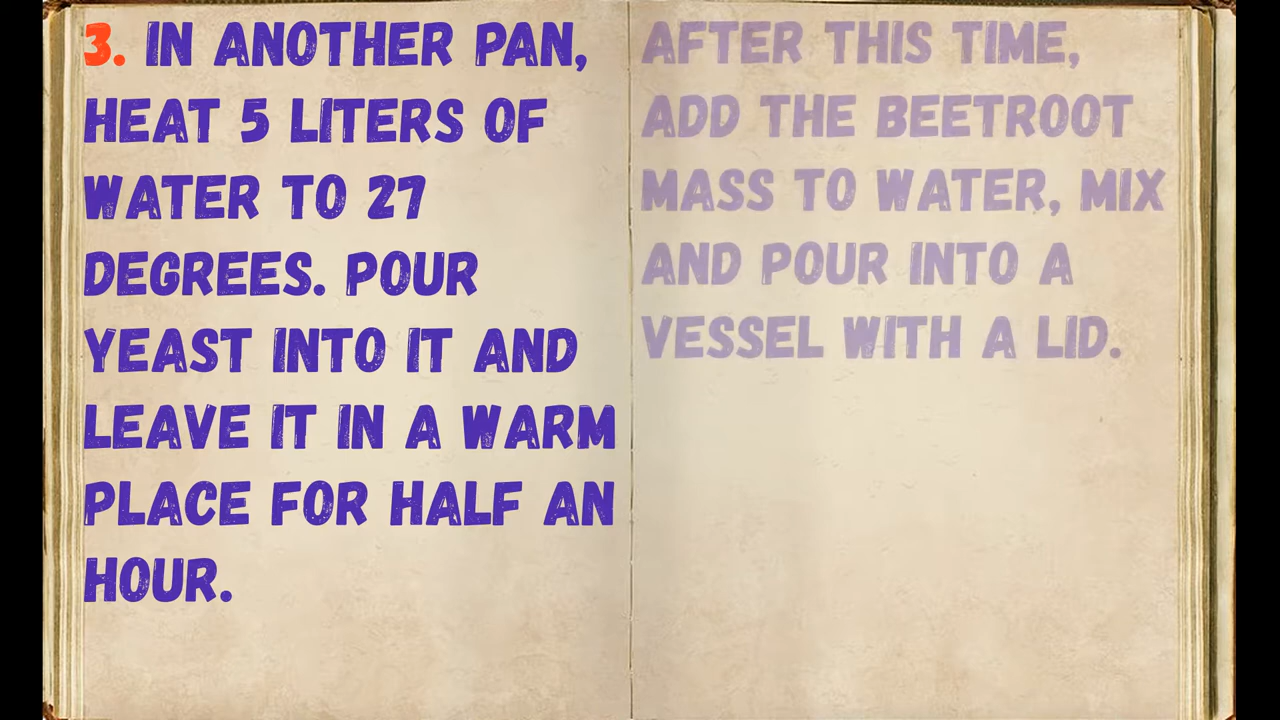 3. IN ANOTHER PAN,
HEAT 5 LITERS OF
WATER TO 27
DEGREES. POUR
YEAST INTO IT AND
LEAVE IT IN A WARM
PLACE FOR HALF AN
HOUR.
AFTER THIS TIME,
ADD THE BEETROOT
MASS TO WATER, MIX
AND POUR INTO A
VESSEL WITH A LID.